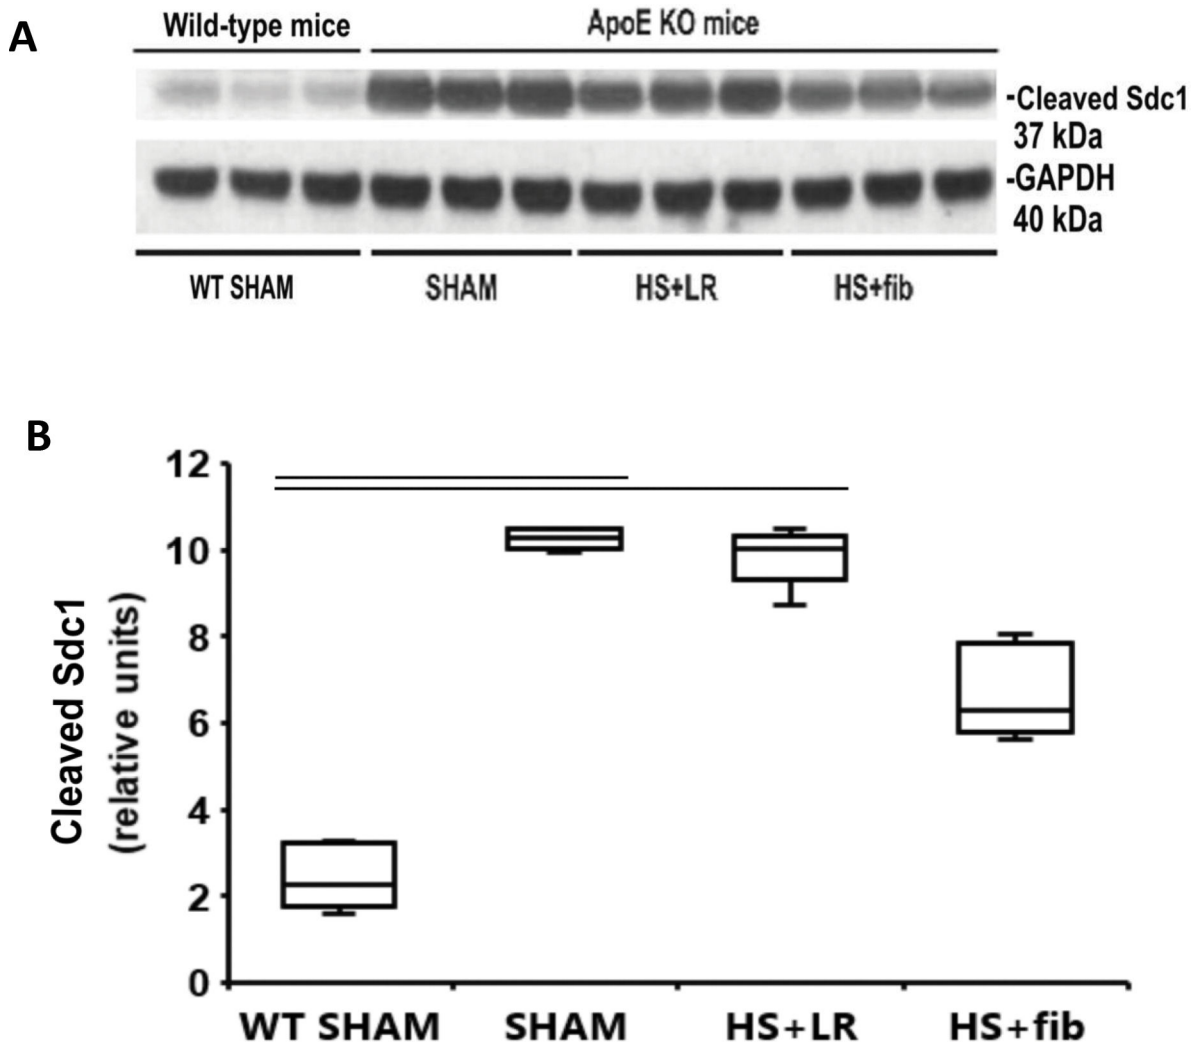 A
Wild-type mice
ApoE KO mice
-Cleaved Sdc1
37 kDa
-GAPDH
40 kDa
WT SHAM
SHAM
HS+LR
HS+fib
B
Cleaved Sdc1
(relative units)
12
10
8
6
4
2
0
WT SHAM
SHAM
HS+LR
HS+fib